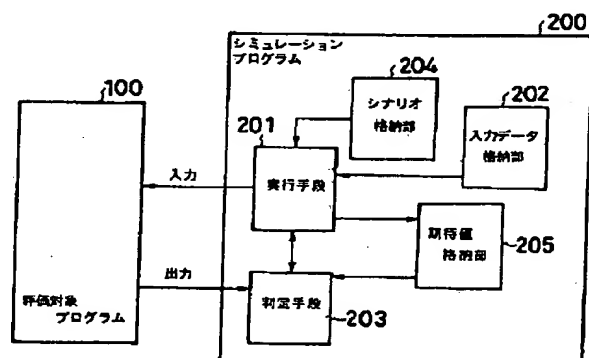 200
シミュレーション
プログラム
204
シナリオ
格納部
202
入力データ
格納部
100
201
実行手段
入力
期待値
格納部
205
出力
判定手段
203
評価対象
プログラム